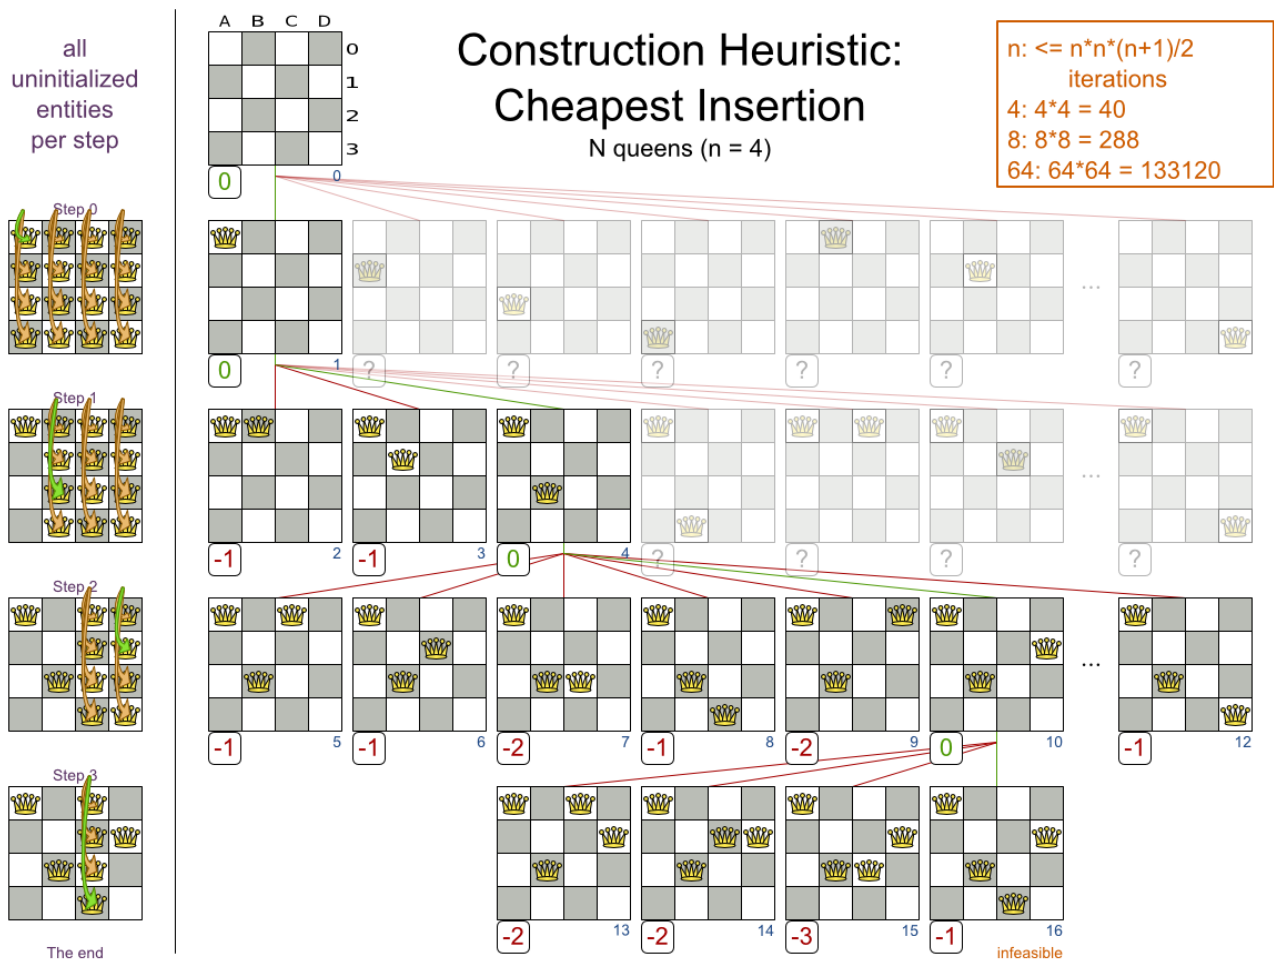 A B C D
0
1
2
3
all
uninitialized
entities
per step
Construction Heuristic:
Cheapest Insertion
N queens (n = 4)
n: <= n*n*(n+1)/2
iterations
4: 4*4 = 40
8: 8*8 = 288
64: 64*64 = 133120
0 0
Step 0
...
0 1 ? ? ? ? ? ?
Step 1
...
-1 2 -1 3 0 4 ? ? ? ?
Step 2
...
-1 5 -1 6 -2 7 -1 8 -2 9 0 10 -1 12
Step 3
-2 13 -2 14 -3 15 -1 16
The end
infeasible